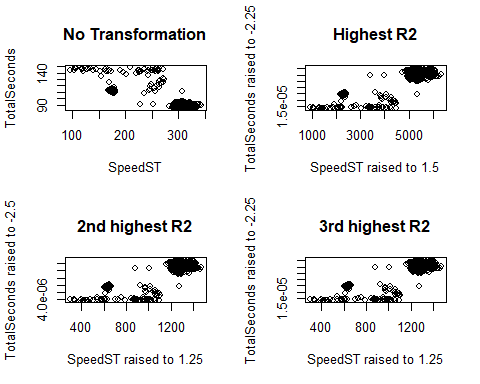 No Transformation
TotalSeconds
140
90
100
200
300
SpeedST
Highest R2
TotalSeconds raised to -2.25
1.5e-05
1000
3000
5000
SpeedST raised to 1.5
2nd highest R2
TotalSeconds raised to -2.5
4.0e-06
400
800
1200
SpeedST raised to 1.25
3rd highest R2
TotalSeconds raised to -2.25
1.5e-05
400
800
1200
SpeedST raised to 1.25